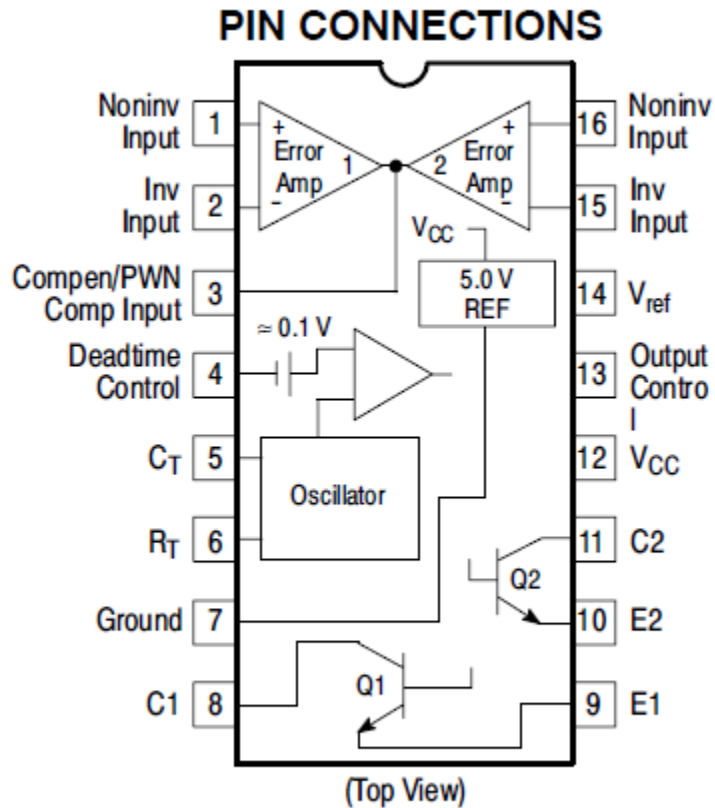 PIN CONNECTIONS
Noninv
Input
1
+
Error
Amp
1
-
2
Error
Amp
+
-
16
Noninv
Input
Inv
Input
2
15
Inv
Input
VCC
Compen/PWN
Comp Input
3
5.0 V
REF
14
Vref
≃ 0.1 V
Deadtime
Control
4
13
Output
Contro
l
CT
5
Oscillator
12
VCC
RT
6
11
C2
Q2
Ground
7
10
E2
C1
8
Q1
9
E1
(Top View)